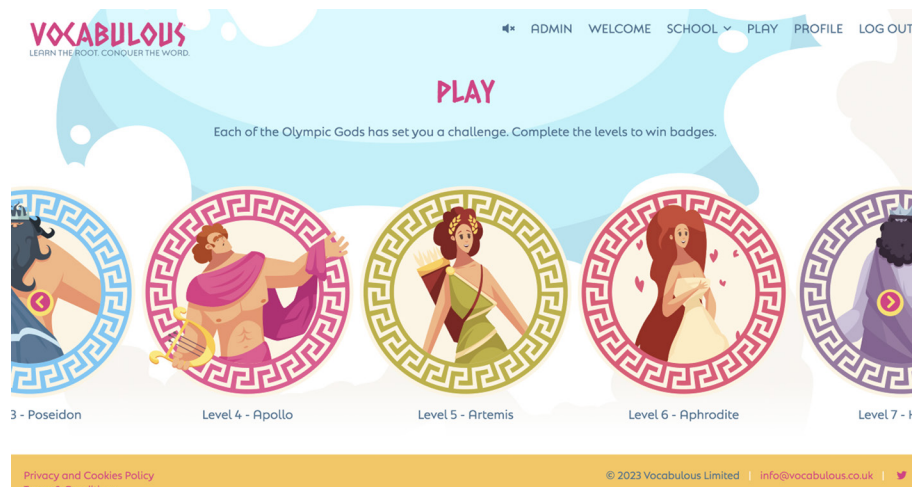 VOCABULOUS
LEARN THE ROOT. CONQUER THE WORD.
ADMIN WELCOME SCHOOL PLAY PROFILE LOG OUT
PLAY
Each of the Olympic Gods has set you a challenge. Complete the levels to win badges.
3 - Poseidon
Level 4 - Apollo
Level 5 - Artemis
Level 6 - Aphrodite
Level 7 -
Privacy and Cookies Policy
© 2023 Vocabulous Limited | info@vocabulous.co.uk |